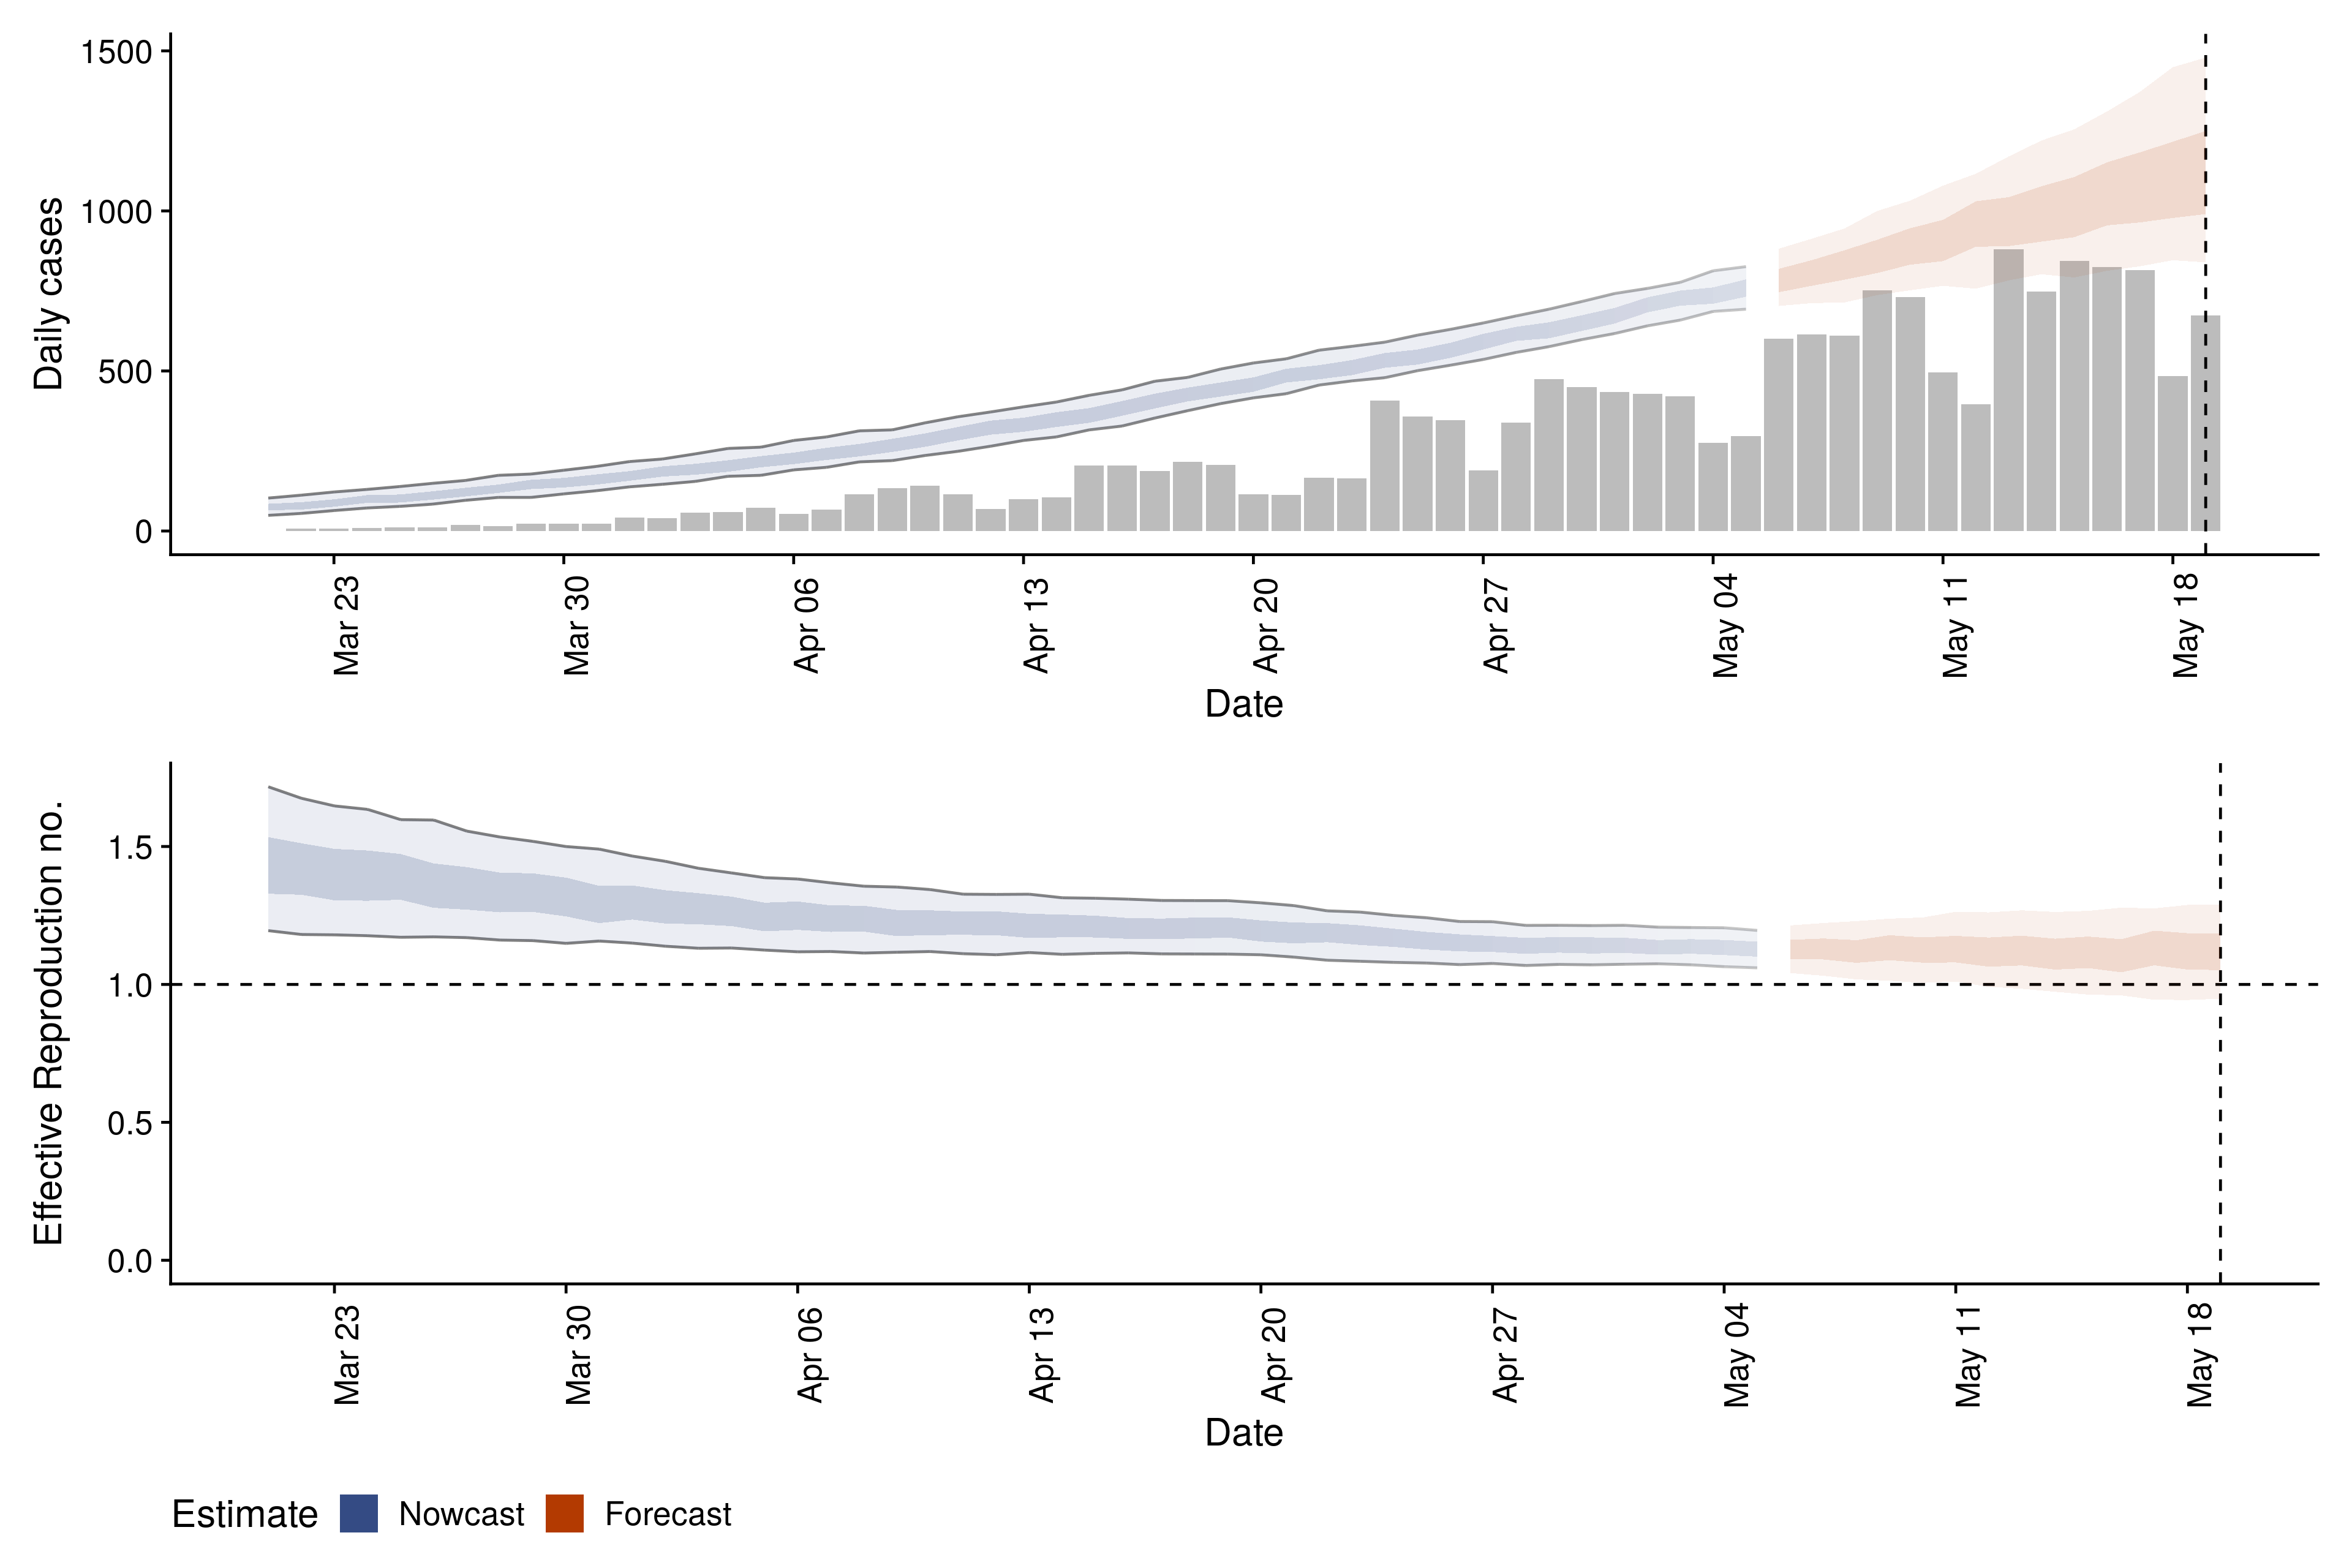 1500
1000
500
0
Daily cases
Mar 23
Mar 30
Apr 06
Apr 13
Apr 20
Apr 27
May 04
May 11
May 18
Date
1.5
1.0
0.5
0.0
Effective Reproduction no.
Mar 23
Mar 30
Apr 06
Apr 13
Apr 20
Apr 27
May 04
May 11
May 18
Date
Estimate Nowcast Forecast